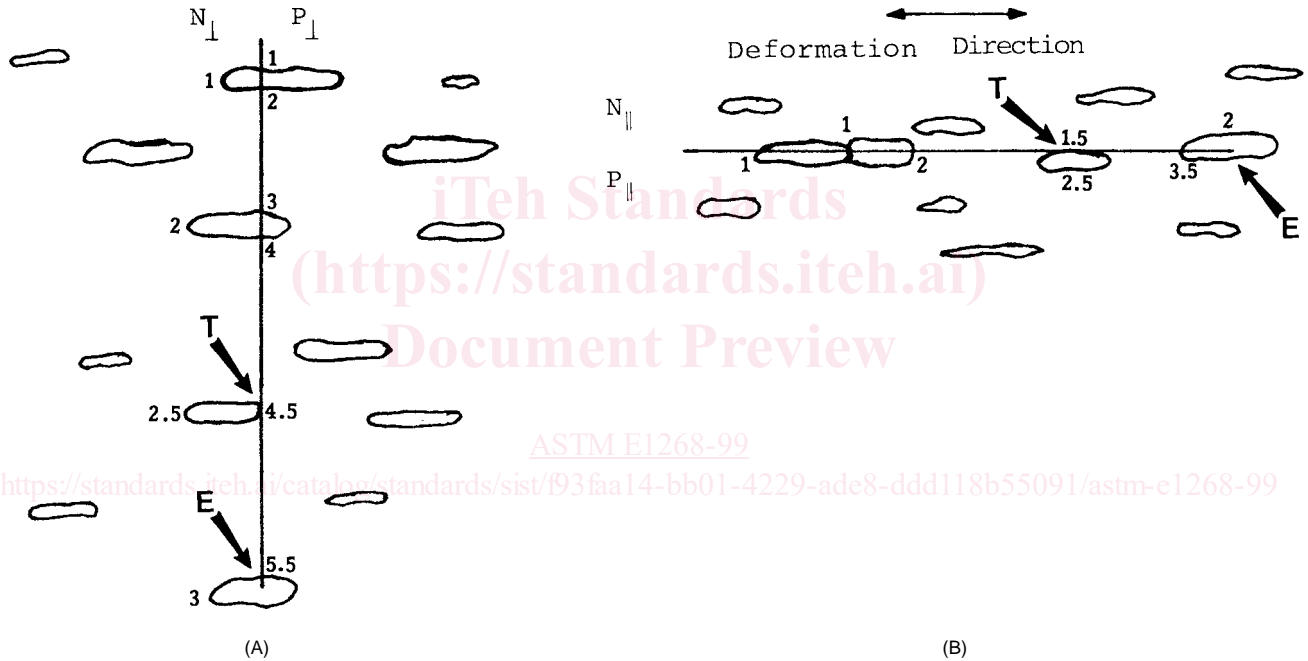 N⊥ P⊥
1
1
2
3
2
4
T
2.5 4.5
E
5.5
3
(A)
Deformation Direction
N∥
P∥
T
1
1
2
1.5
2.5
2
3.5
E
(B)
iTeh Standards
(https://standards.iteh.ai)
Document Preview
ASTM E1268-99
https://standards.iteh.ai/catalog/standards/sist/f93faa14-bb01-4229-ade8-ddd118b55091/astm-e1268-99